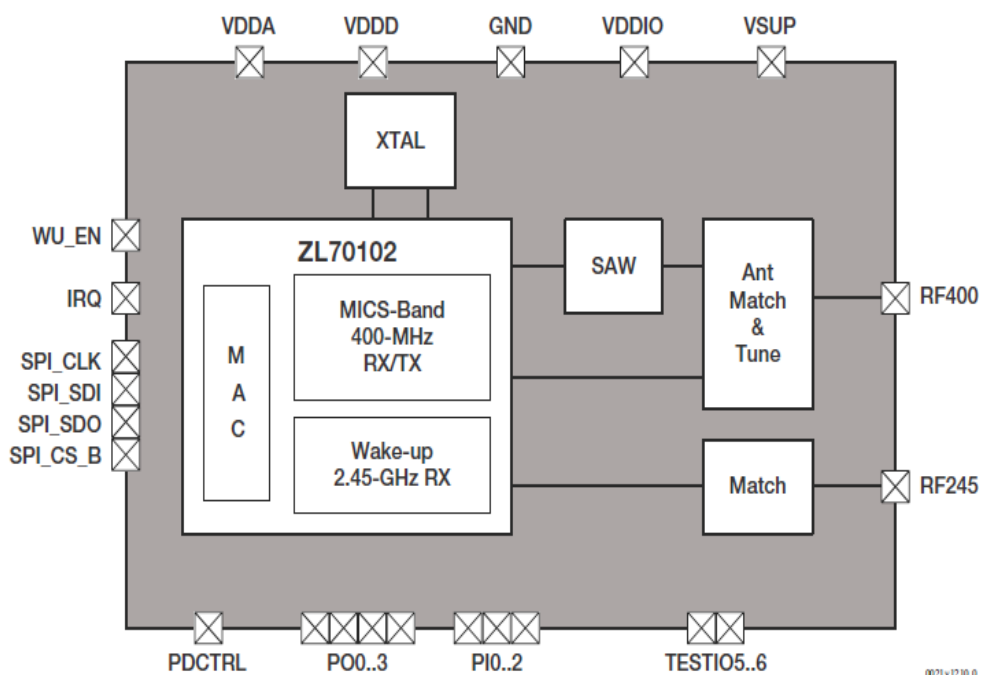 VDDA VDDD GND VDDIO VSUP
XTAL
WU_EN
ZL70102
SAW
Ant
Match
&
Tune
IRQ
RF400
MICS-Band
400-MHz
RX/TX
M
A
C
SPI_CLK
SPI_SDI
SPI_SDO
SPI_CS_B
Wake-up
2.45-GHz RX
Match
RF245
PDCTRL PO0..3 PI0..2 TESTIO5..6